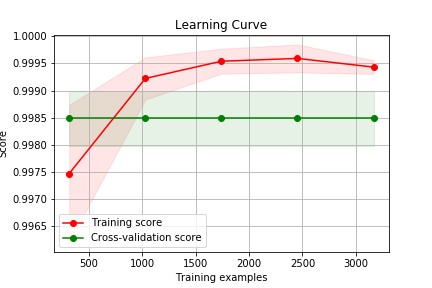 Learning Curve
1.0000
0.9995
0.9990
0.9985
0.9980
0.9975
0.9970
0.9965
Score
Training score
Cross-validation score
500
1000
1500
2000
2500
3000
Training examples